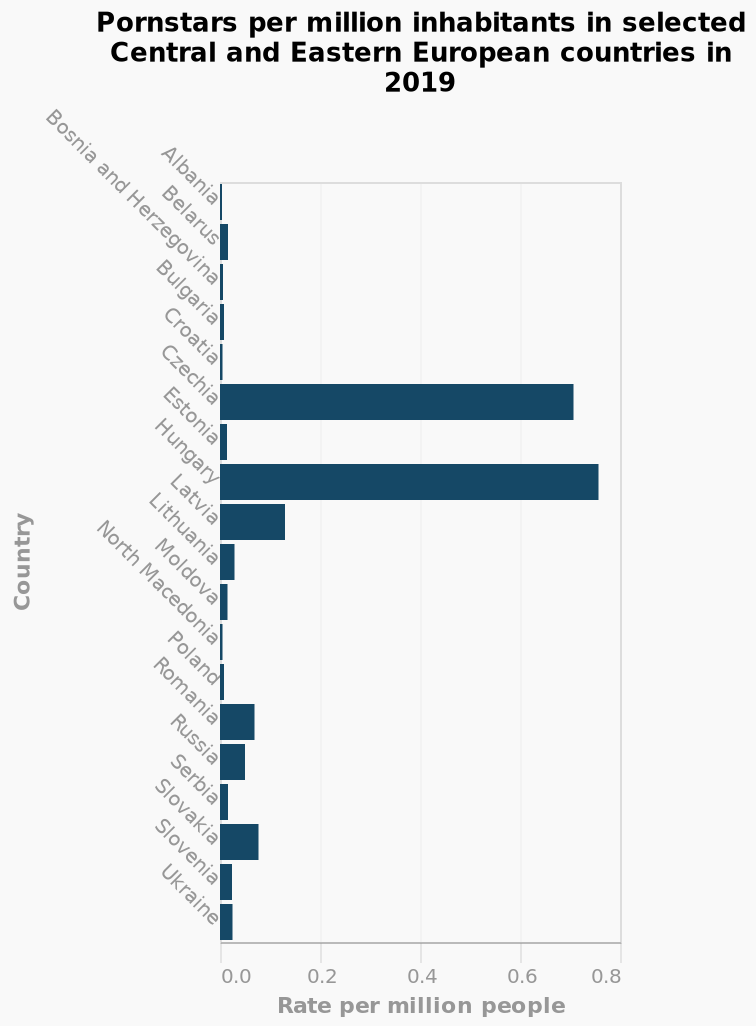 Pornstars per million inhabitants in selected
Central and Eastern European countries in
2019
Albania
Belarus
Bosnia and Herzegovina
Bulgaria
Croatia
Czechia
Estonia
Hungary
Latvia
Lithuania
Moldova
North Macedonia
Poland
Romania
Russia
Serbia
Slovakia
Slovenia
Ukraine
Country
0.0 0.2 0.4 0.6 0.8
Rate per million people